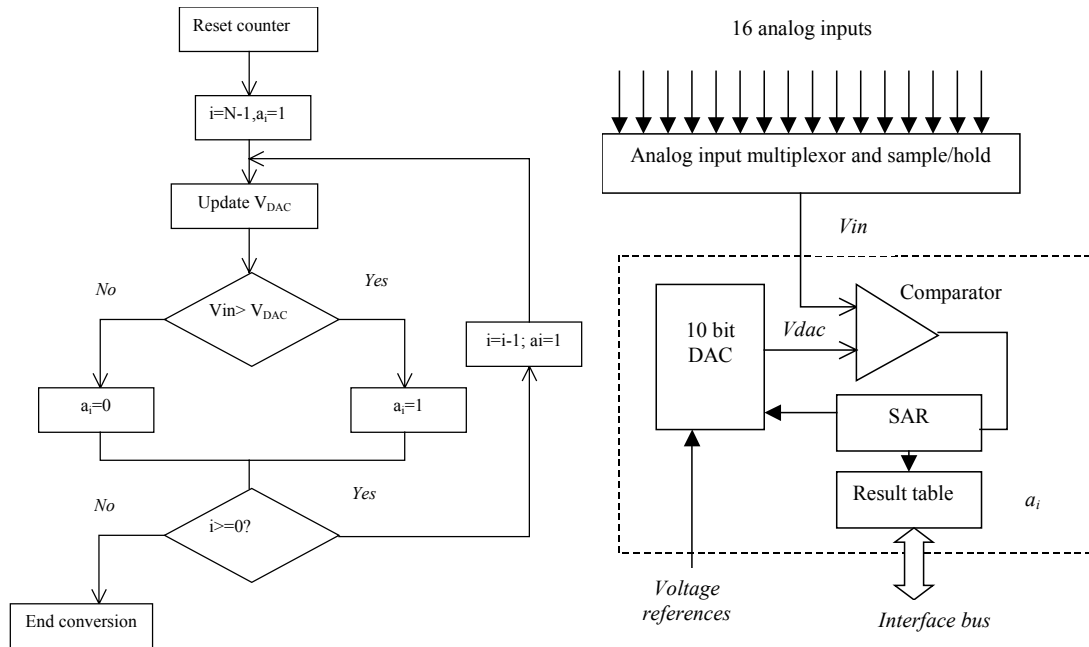 Reset counter
i=N-1,aᵢ=1
Update V_DAC
No
Yes
Vin> V_DAC
i=i-1; ai=1
aᵢ=0
aᵢ=1
No
Yes
i>=0?
End conversion
16 analog inputs
Analog input multiplexor and sample/hold
Vin
Comparator
10 bit
DAC
Vdac
SAR
Result table
aᵢ
Voltage
references
Interface bus